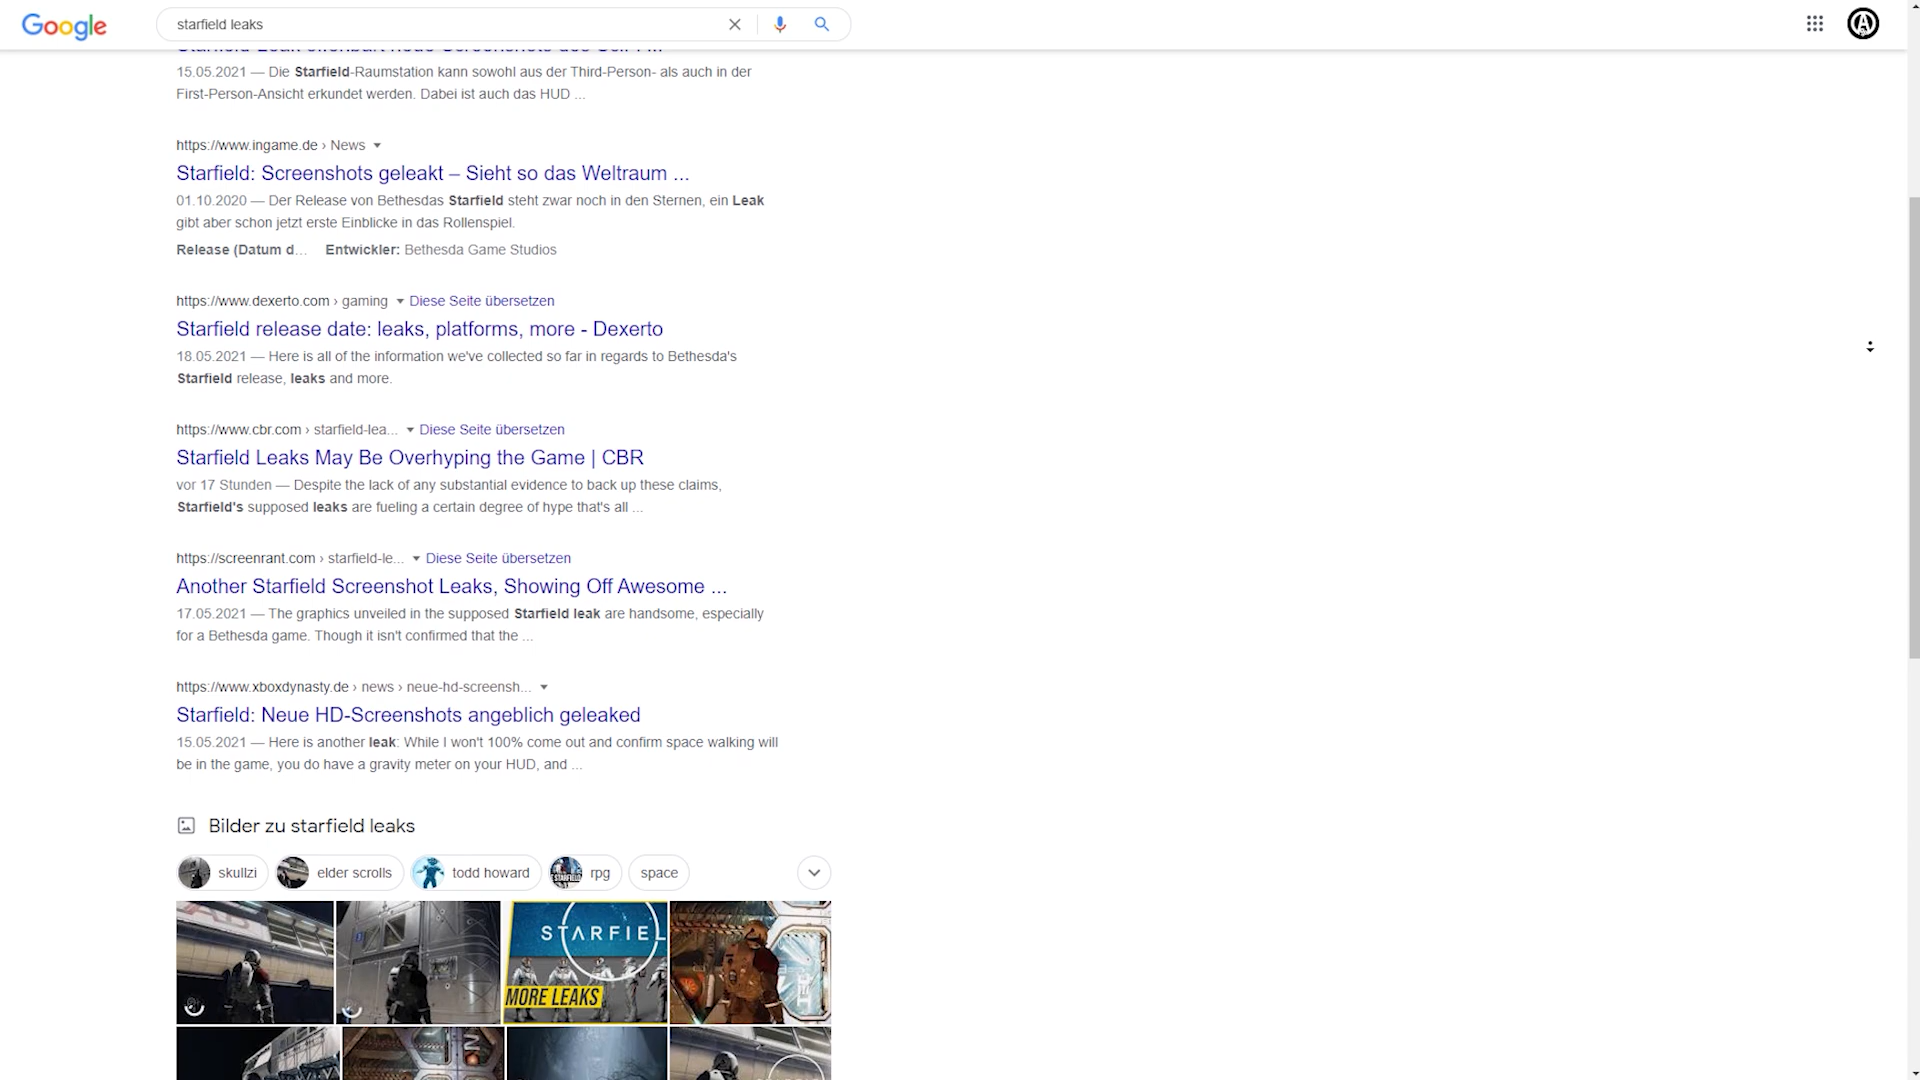 Google
starfield leaks
15.05.2021 — Die Starfield-Raumstation kann sowohl aus der Third-Person- als auch in der
First-Person-Ansicht erkundet werden. Dabei ist auch das HUD ...
https://www.ingame.de › News
Starfield: Screenshots geleakt – Sieht so das Weltraum ...
01.10.2020 — Der Release von Bethesdas Starfield steht zwar noch in den Sternen, ein Leak
gibt aber schon jetzt erste Einblicke in das Rollenspiel.
Release (Datum d... Entwickler: Bethesda Game Studios
https://www.dexerto.com › gaming Diese Seite übersetzen
Starfield release date: leaks, platforms, more - Dexerto
18.05.2021 — Here is all of the information we've collected so far in regards to Bethesda's
Starfield release, leaks and more.
https://www.cbr.com › starfield-lea... Diese Seite übersetzen
Starfield Leaks May Be Overhyping the Game | CBR
vor 17 Stunden — Despite the lack of any substantial evidence to back up these claims,
Starfield's supposed leaks are fueling a certain degree of hype that's all ...
https://screenrant.com › starfield-le... Diese Seite übersetzen
Another Starfield Screenshot Leaks, Showing Off Awesome ...
17.05.2021 — The graphics unveiled in the supposed Starfield leak are handsome, especially
for a Bethesda game. Though it isn't confirmed that the ...
https://www.xboxdynasty.de › news › neue-hd-screensh...
Starfield: Neue HD-Screenshots angeblich geleaked
15.05.2021 — Here is another leak: While I won't 100% come out and confirm space walking will
be in the game, you do have a gravity meter on your HUD, and ...
Bilder zu starfield leaks
skullzi elder scrolls todd howard rpg space
STARFIEL
MORE LEAKS